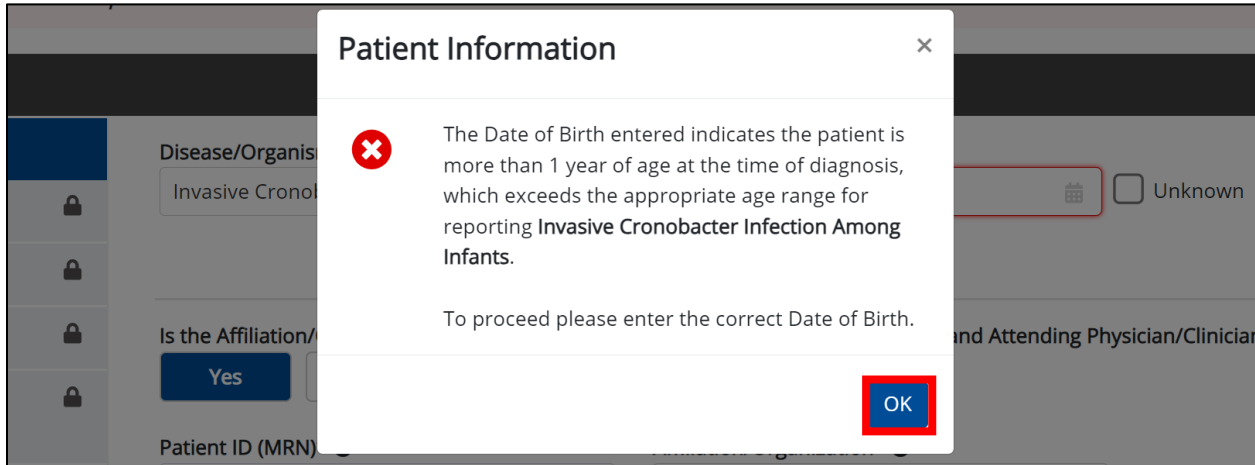 Patient Information
×
The Date of Birth entered indicates the patient is
more than 1 year of age at the time of diagnosis,
which exceeds the appropriate age range for
reporting Invasive Cronobacter Infection Among
Infants.
To proceed please enter the correct Date of Birth.
OK
Disease/Organis
Invasive Cronob
Unknown
Is the Affiliation/
and Attending Physician/Clinician
Yes
Patient ID (MRN)